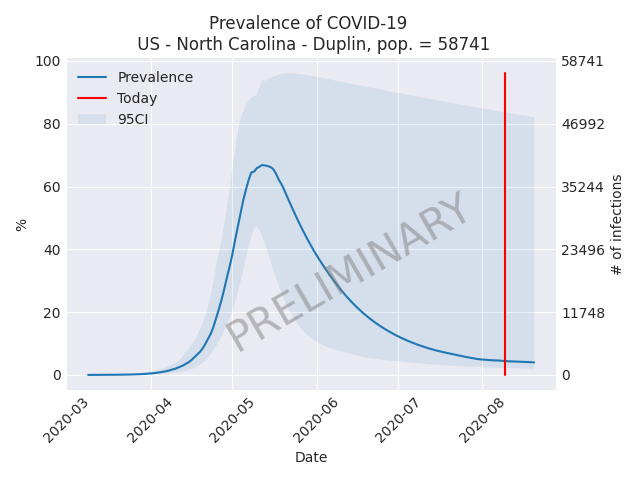 Prevalence of COVID-19
US - North Carolina - Duplin, pop. = 58741
Prevalence
Today
95CI
100
80
60
40
20
0
%
58741
46992
35244
23496
11748
0
# of infections
PRELIMINARY
2020-03
2020-04
2020-05
2020-06
2020-07
2020-08
Date